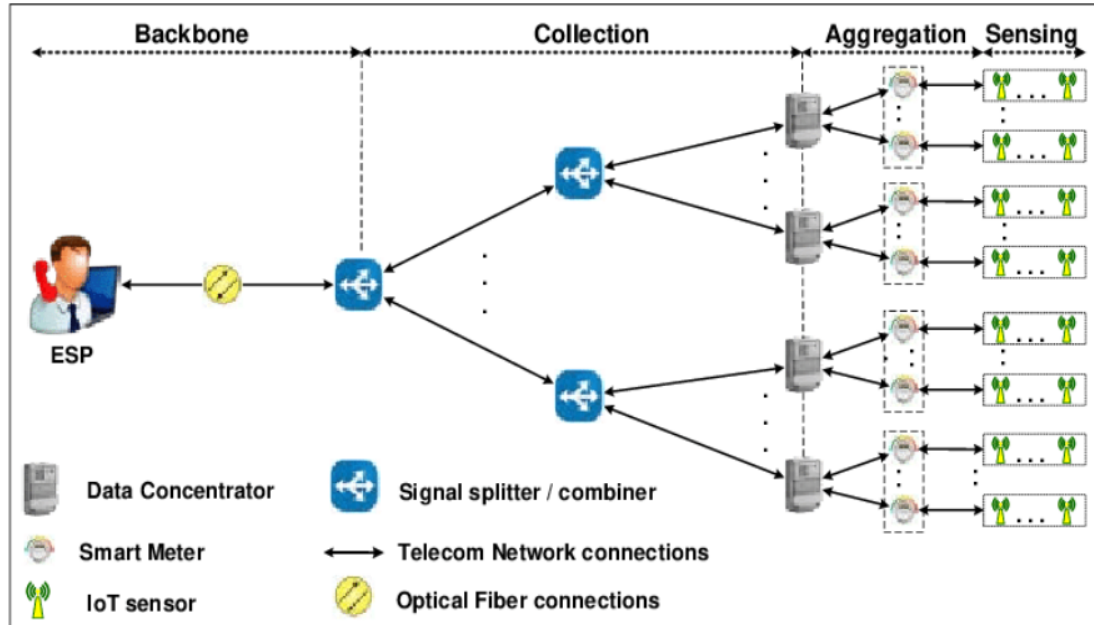 Backbone
Collection
Aggregation
Sensing
ESP
Data Concentrator
Signal splitter / combiner
Smart Meter
Telecom Network connections
IoT sensor
Optical Fiber connections